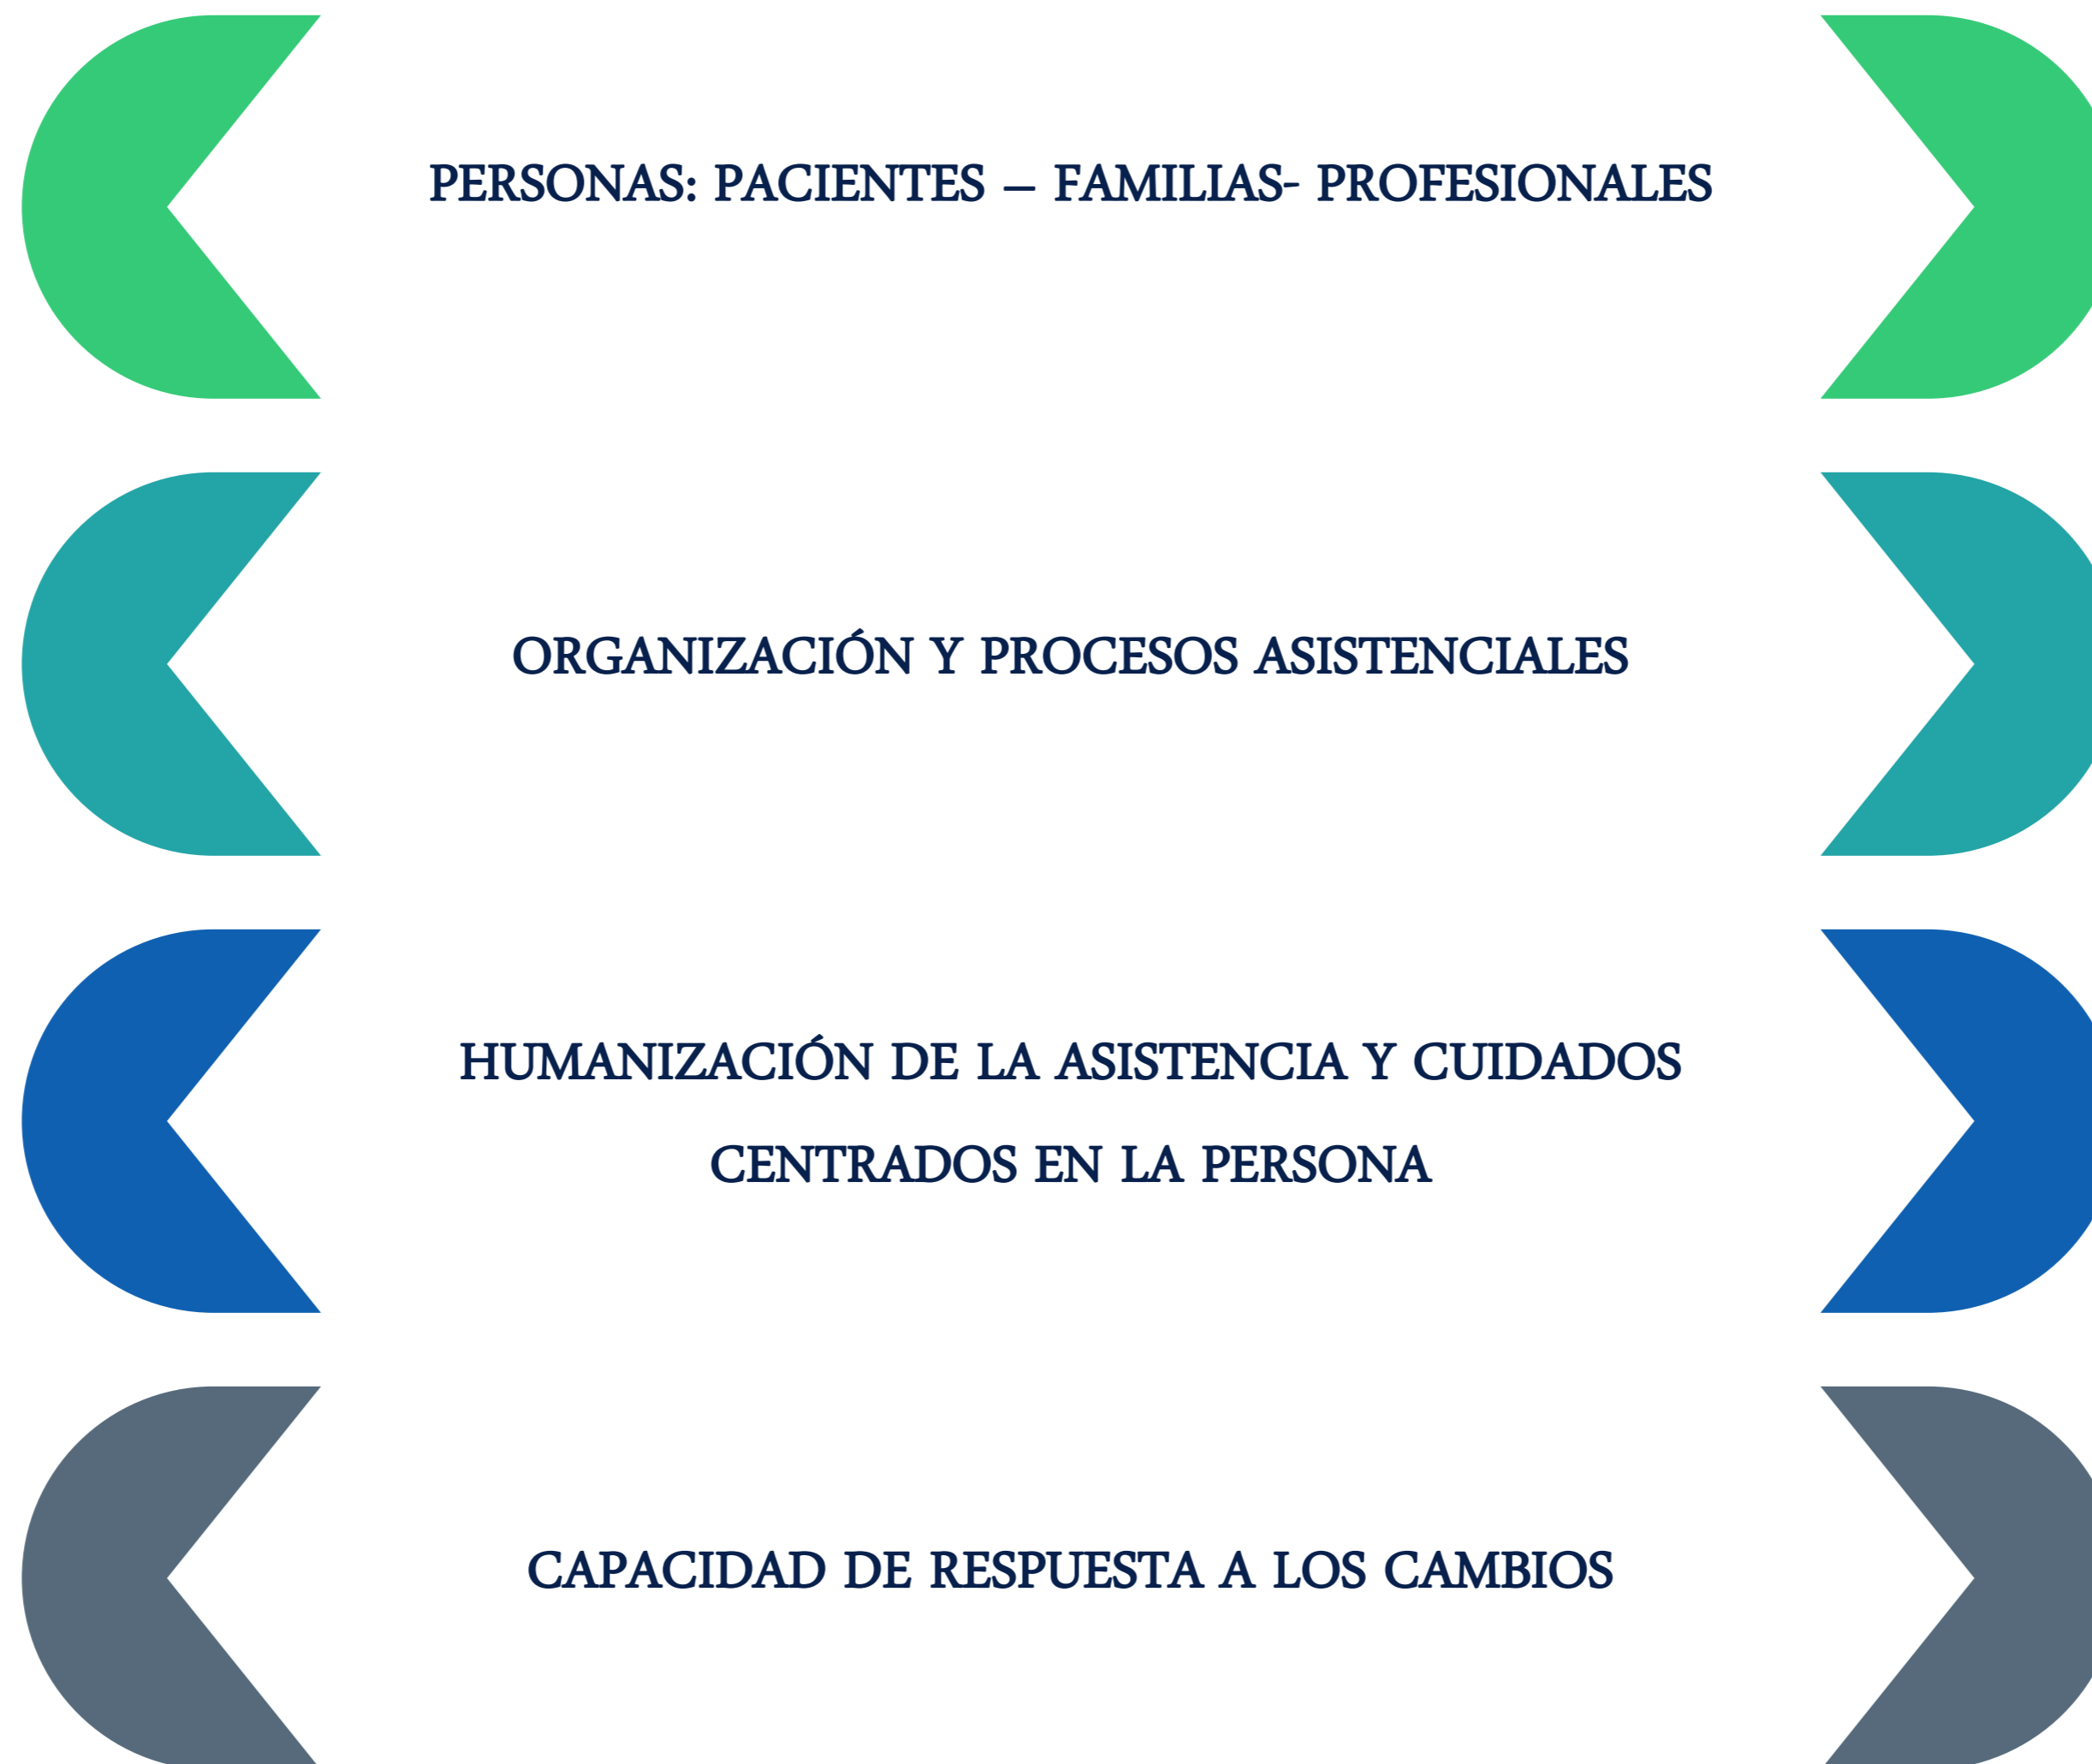 PERSONAS: PACIENTES – FAMILIAS- PROFESIONALES
ORGANIZACIÓN Y PROCESOS ASISTENCIALES
HUMANIZACIÓN DE LA ASISTENCIA Y CUIDADOS
CENTRADOS EN LA PERSONA
CAPACIDAD DE RESPUESTA A LOS CAMBIOS